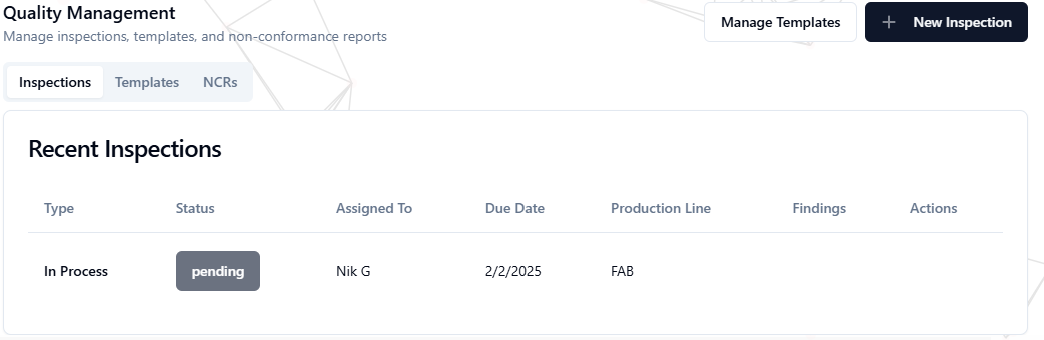 Quality Management
Manage inspections, templates, and non-conformance reports
Manage Templates
+ New Inspection
Inspections Templates NCRs
Recent Inspections
Type Status Assigned To Due Date Production Line Findings Actions
In Process pending Nik G 2/2/2025 FAB